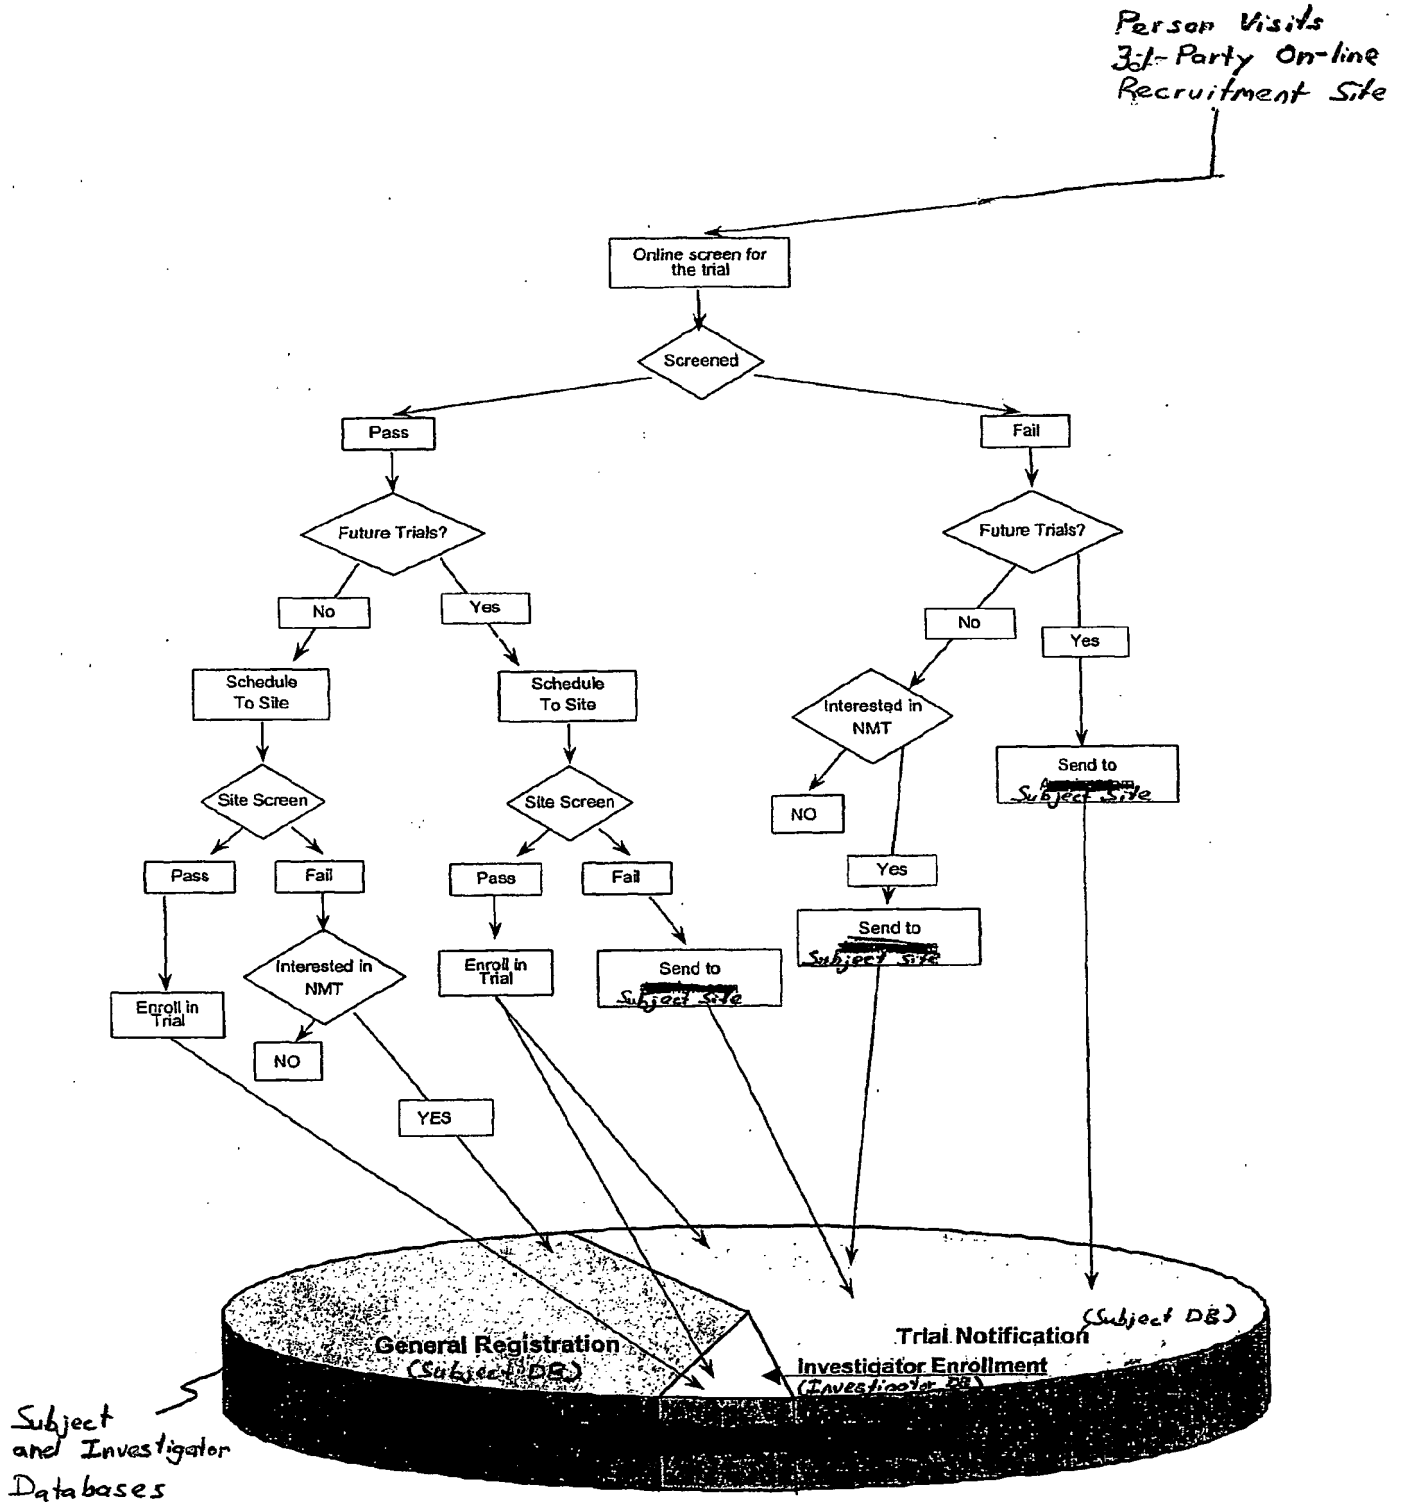 Person Visits
3rd-Party On-line
Recruitment Site
Online screen for
the trial
Screened
Pass
Fail
Future Trials?
Future Trials?
No
Yes
No
Yes
Schedule
To Site
Schedule
To Site
Interested in
NMT
Send to
Subject Site
Site Screen
Site Screen
NO
Pass
Fail
Pass
Fail
Yes
Send to
Subject Site
Interested in
NMT
Enroll in
Trial
Send to
Subject Site
Enroll in
Trial
NO
YES
General Registration
(Subject DB)
Trial Notification
(Subject DB)
Investigator Enrollment
(Investigator DB)
Subject
and Investigator
Databases